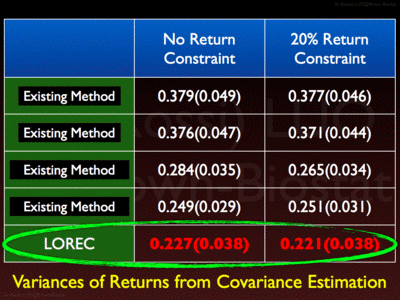 No Return Constraint
20% Return Constraint
Existing Method 0.379(0.049) 0.377(0.046)
Existing Method 0.376(0.047) 0.371(0.044)
Existing Method 0.284(0.035) 0.265(0.034)
Existing Method 0.249(0.029) 0.251(0.031)
LOREC 0.227(0.038) 0.221(0.038)
Variances of Returns from Covariance Estimation